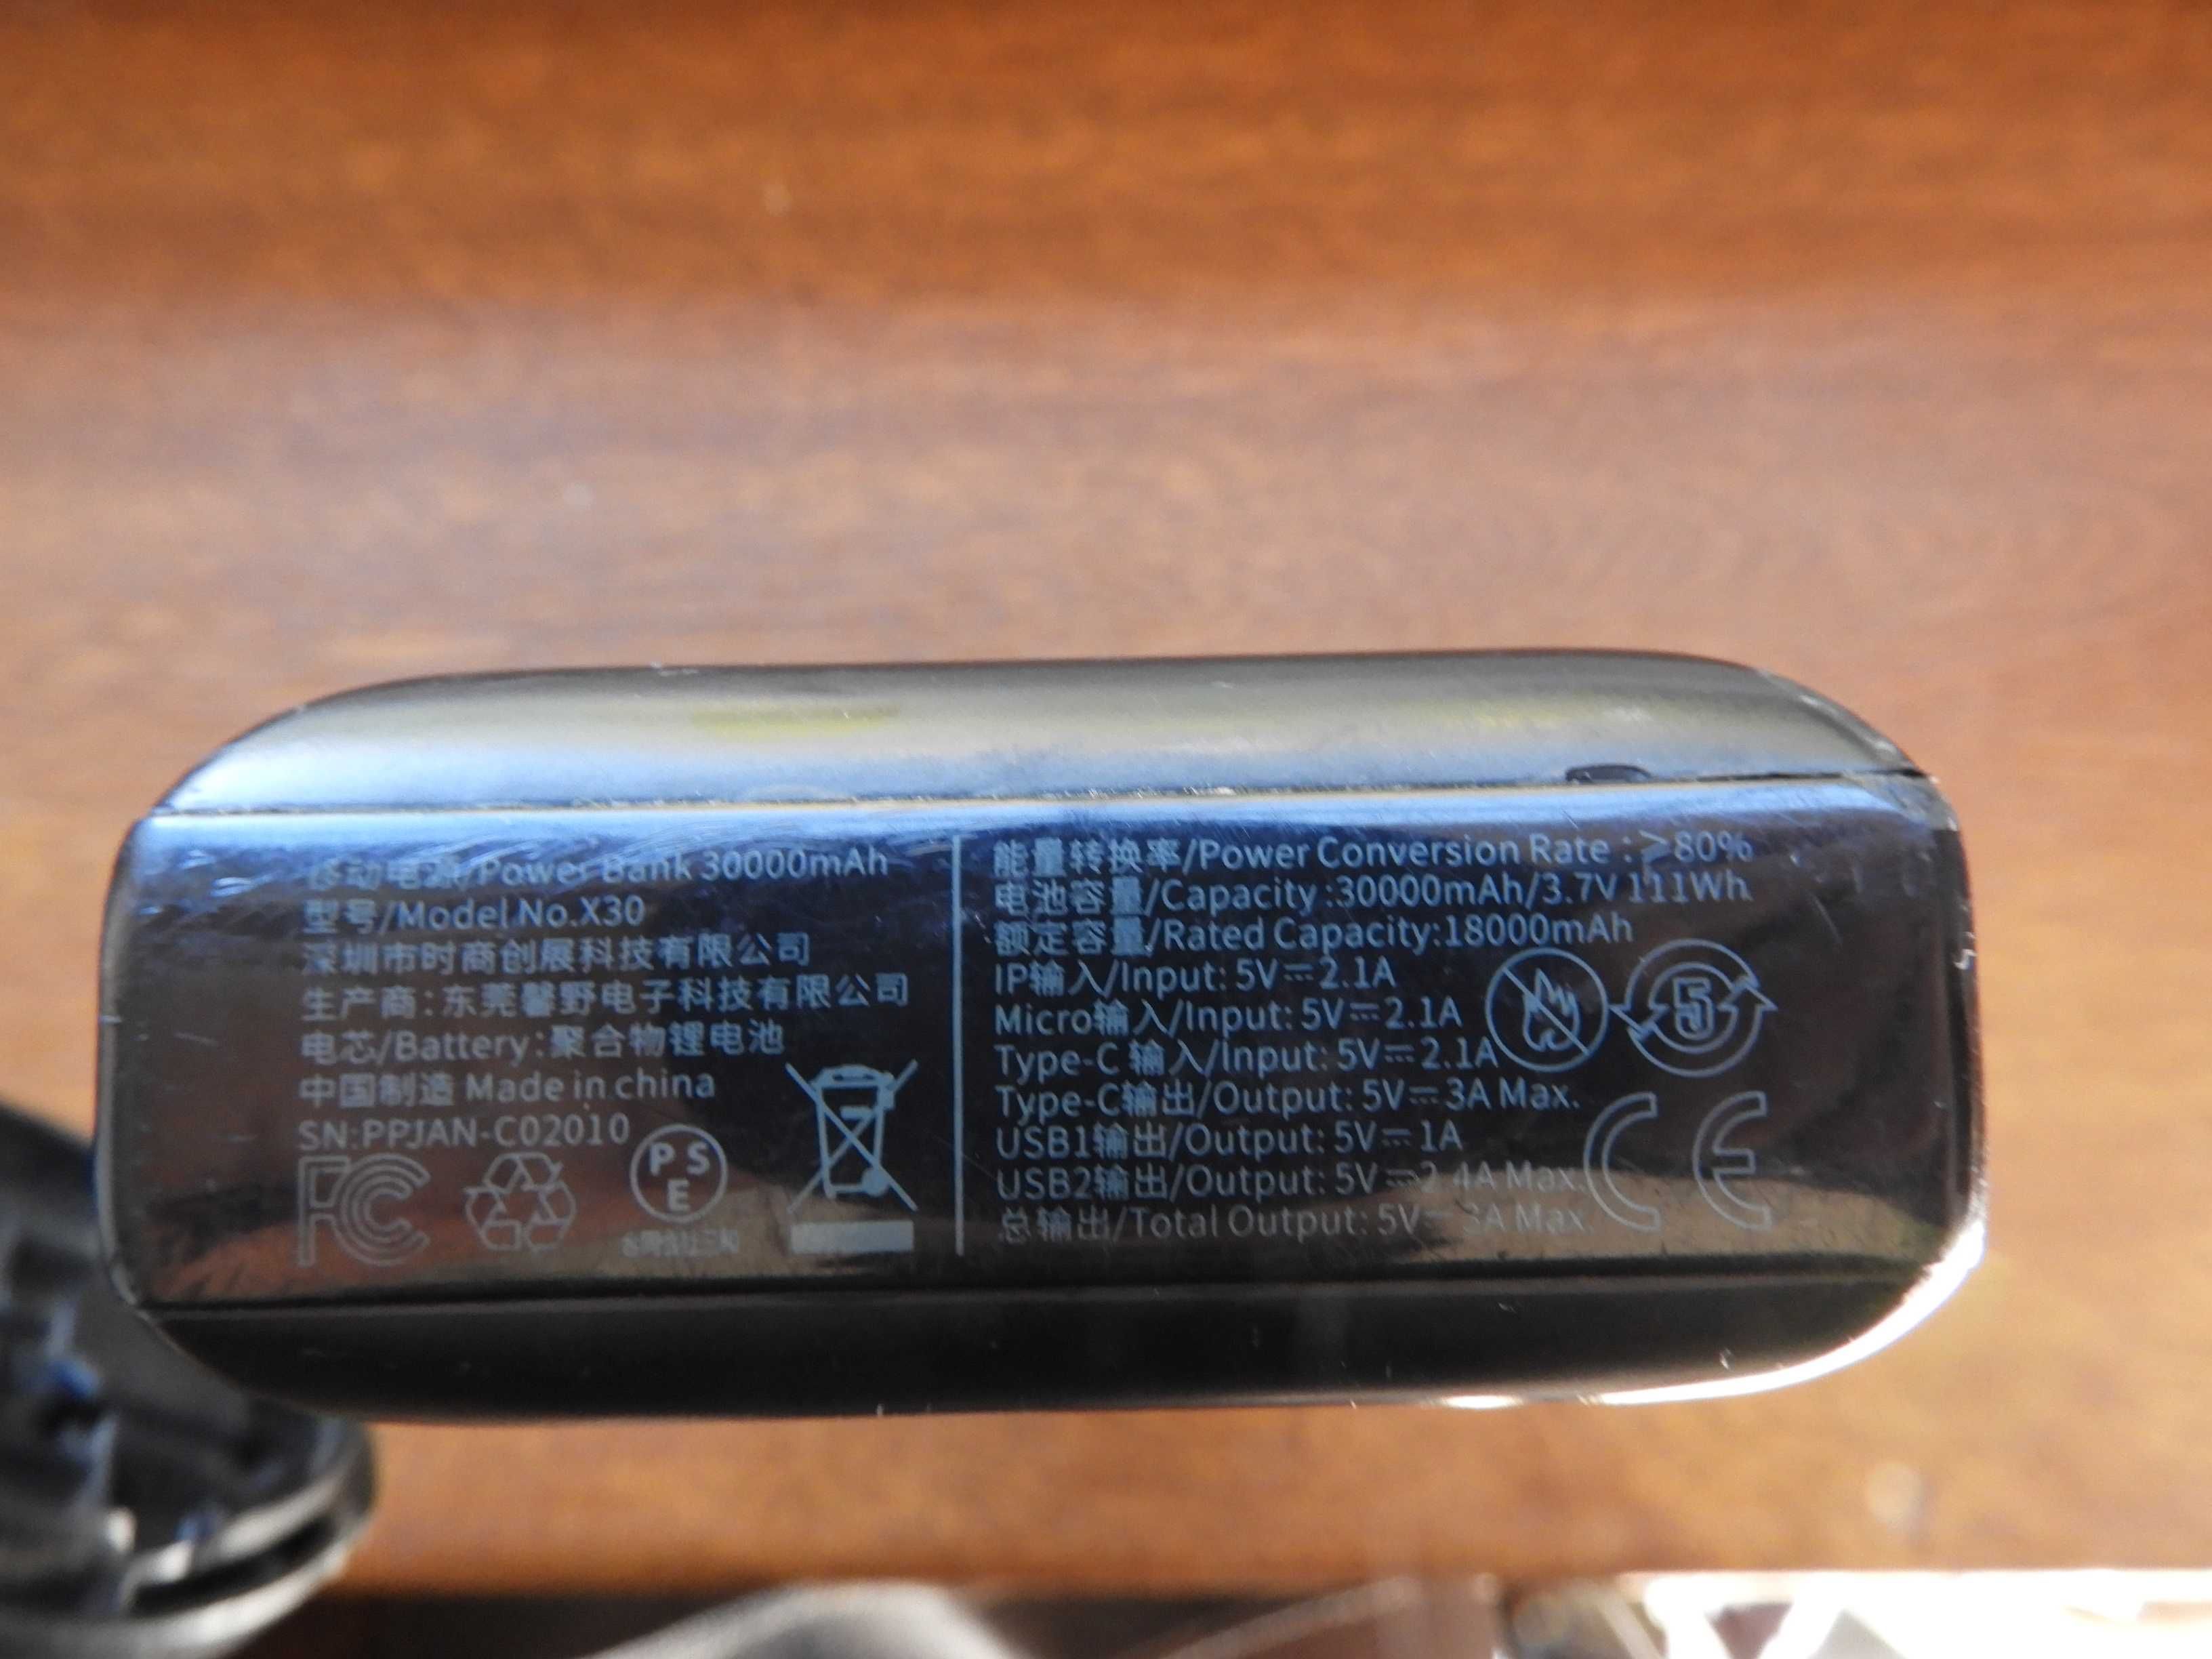 移动电源/Power Bank 30000mAh
型号/Model No.X30
深圳市时商创展科技有限公司
生产商:东莞馨野电子科技有限公司
电芯/Battery:聚合物锂电池
中国制造 Made in china
SN:PPJAN-C02010
FC
PS
E
能量转换率/Power Conversion Rate :≥80%
电池容量/Capacity :30000mAh/3.7V 111Wh
额定容量/Rated Capacity:18000mAh
IP输入/Input: 5V⎓2.1A
Micro输入/Input: 5V⎓2.1A
Type-C 输入/Input: 5V⎓2.1A
Type-C输出/Output: 5V⎓3A Max.
USB1输出/Output: 5V⎓1A
USB2输出/Output: 5V⎓2.4A Max.
总输出/Total Output: 5V⎓3A Max.
5
CE